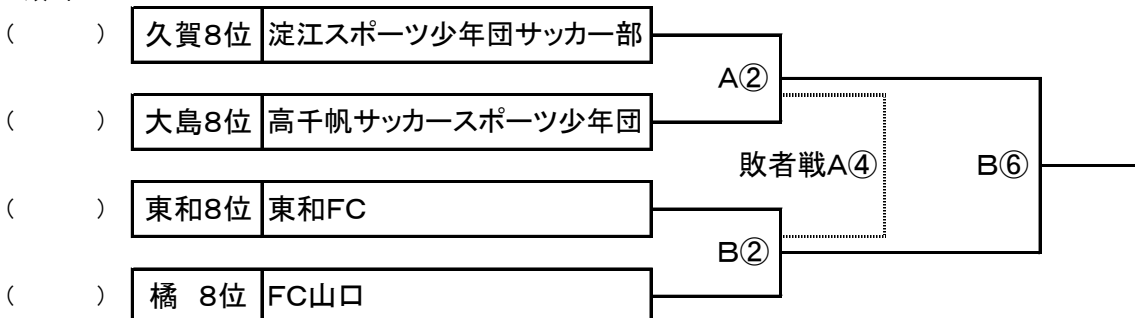 （　　　）　久賀８位　淀江スポーツ少年団サッカー部
A②
（　　　）　大島８位　高千帆サッカースポーツ少年団
敗者戦A④　B⑥
（　　　）　東和８位　東和FC
B②
（　　　）　橘　８位　FC山口